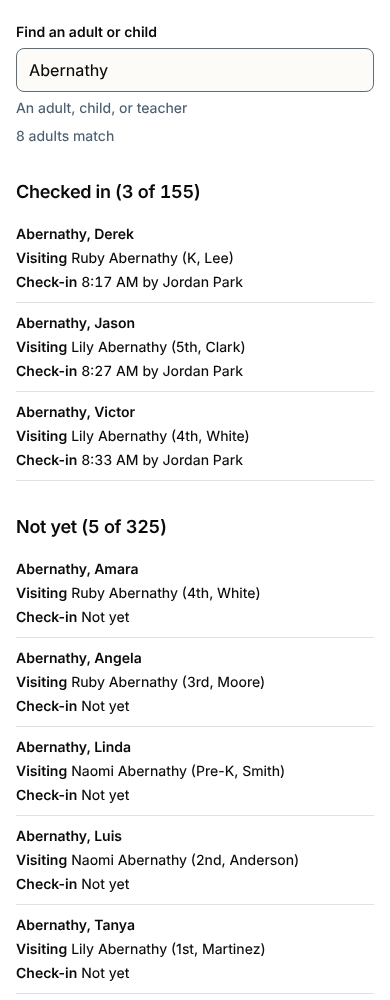 Find an adult or child
Abernathy
An adult, child, or teacher
8 adults match
Checked in (3 of 155)
Abernathy, Derek
Visiting Ruby Abernathy (K, Lee)
Check-in 8:17 AM by Jordan Park
Abernathy, Jason
Visiting Lily Abernathy (5th, Clark)
Check-in 8:27 AM by Jordan Park
Abernathy, Victor
Visiting Lily Abernathy (4th, White)
Check-in 8:33 AM by Jordan Park
Not yet (5 of 325)
Abernathy, Amara
Visiting Ruby Abernathy (4th, White)
Check-in Not yet
Abernathy, Angela
Visiting Ruby Abernathy (3rd, Moore)
Check-in Not yet
Abernathy, Linda
Visiting Naomi Abernathy (Pre-K, Smith)
Check-in Not yet
Abernathy, Luis
Visiting Naomi Abernathy (2nd, Anderson)
Check-in Not yet
Abernathy, Tanya
Visiting Lily Abernathy (1st, Martinez)
Check-in Not yet